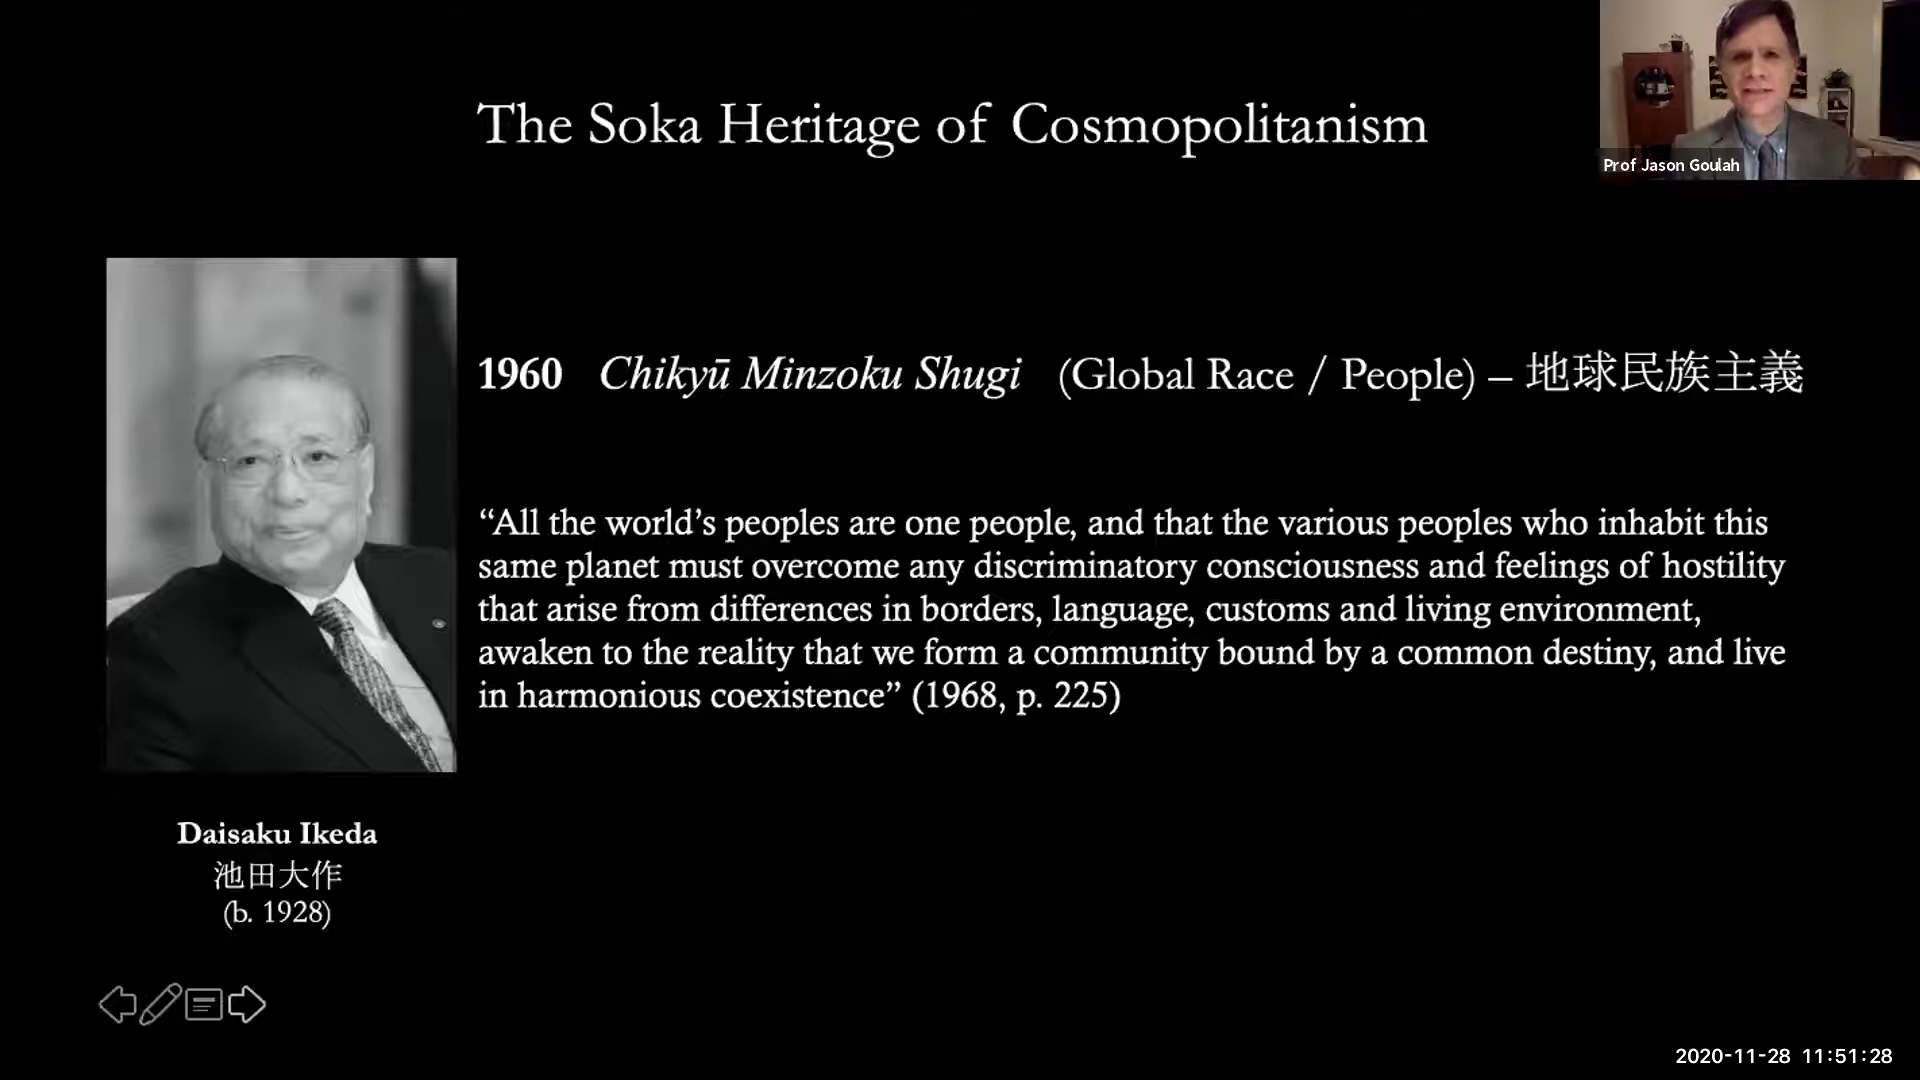 The Soka Heritage of Cosmopolitanism
Prof Jason Goulah
1960 Chikyū Minzoku Shugi (Global Race / People) – 地球民族主義
“All the world’s peoples are one people, and that the various peoples who inhabit this
same planet must overcome any discriminatory consciousness and feelings of hostility
that arise from differences in borders, language, customs and living environment,
awaken to the reality that we form a community bound by a common destiny, and live
in harmonious coexistence” (1968, p. 225)
Daisaku Ikeda
池田大作
(b. 1928)
2020-11-28 11:51:28